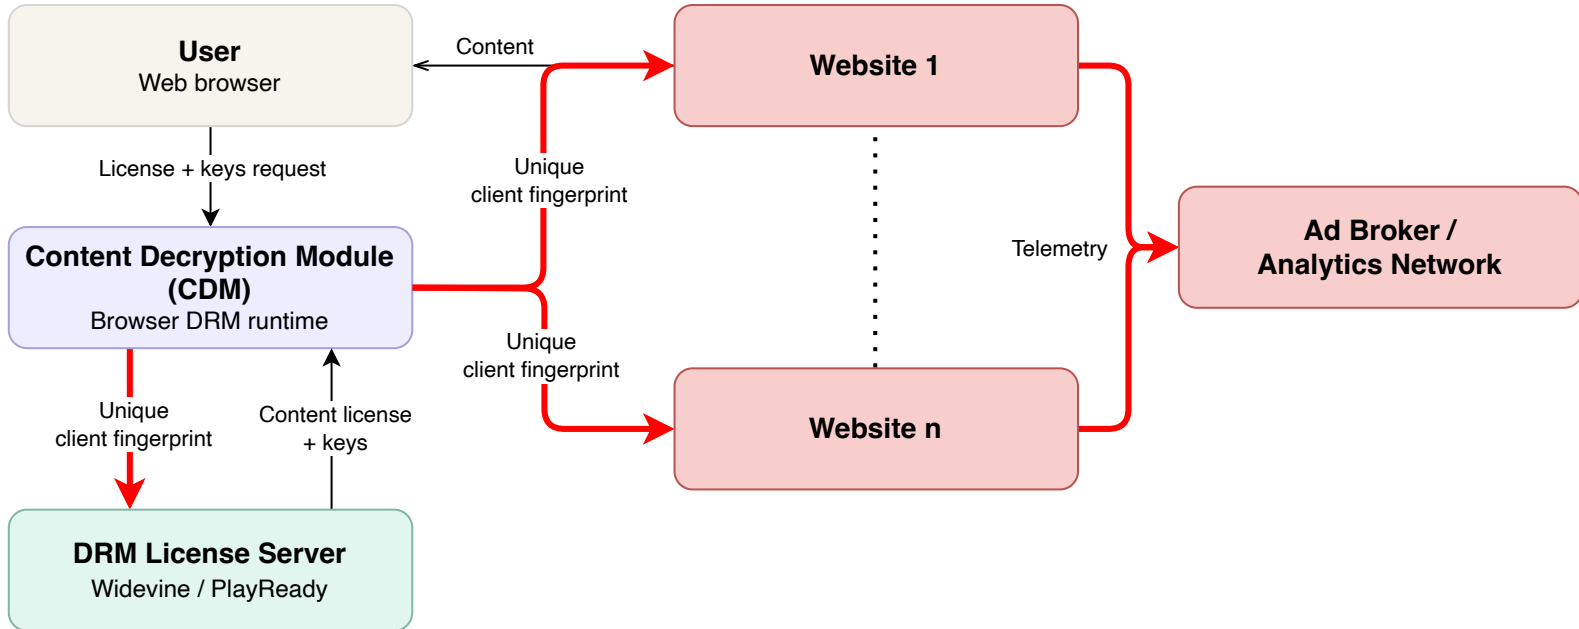 User
Web browser
Content
Website 1
License + keys request
Unique
client fingerprint
Content Decryption Module
(CDM)
Browser DRM runtime
Telemetry
Ad Broker /
Analytics Network
Unique
client fingerprint
Website n
Unique
client fingerprint
Content license
+ keys
DRM License Server
Widevine / PlayReady